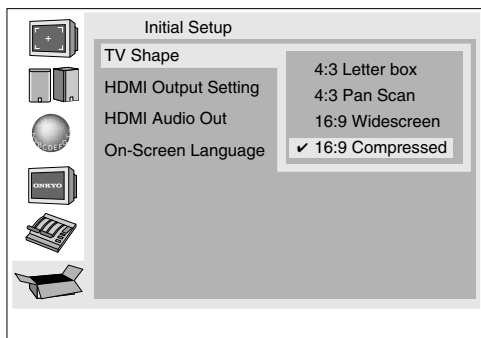 Initial Setup
TV Shape
HDMI Output Setting
HDMI Audio Out
On-Screen Language
4:3 Letter box
4:3 Pan Scan
16:9 Widescreen
✔ 16:9 Compressed
BCDEF
ONKYO